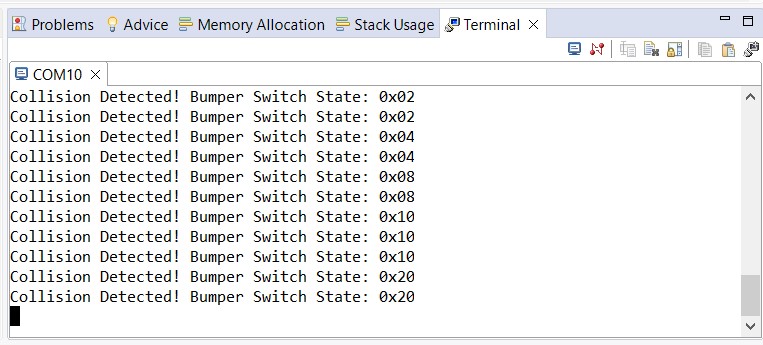 Problems Advice Memory Allocation Stack Usage Terminal
COM10
Collision Detected! Bumper Switch State: 0x02
Collision Detected! Bumper Switch State: 0x02
Collision Detected! Bumper Switch State: 0x04
Collision Detected! Bumper Switch State: 0x04
Collision Detected! Bumper Switch State: 0x08
Collision Detected! Bumper Switch State: 0x08
Collision Detected! Bumper Switch State: 0x10
Collision Detected! Bumper Switch State: 0x10
Collision Detected! Bumper Switch State: 0x10
Collision Detected! Bumper Switch State: 0x20
Collision Detected! Bumper Switch State: 0x20